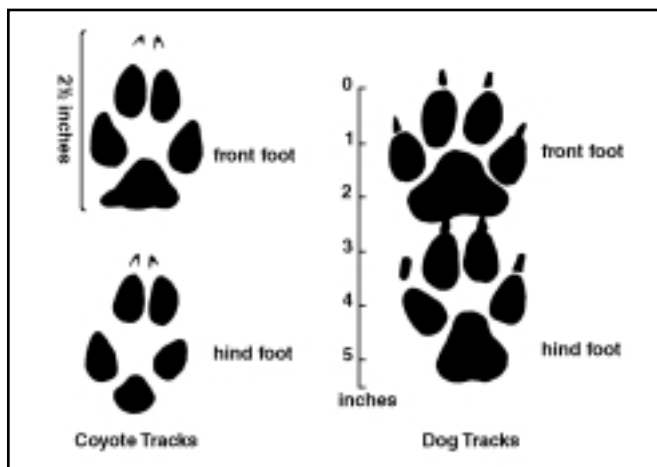 2½ inches
front foot
hind foot
Coyote Tracks
0
1
2
3
4
5
inches
front foot
hind foot
Dog Tracks